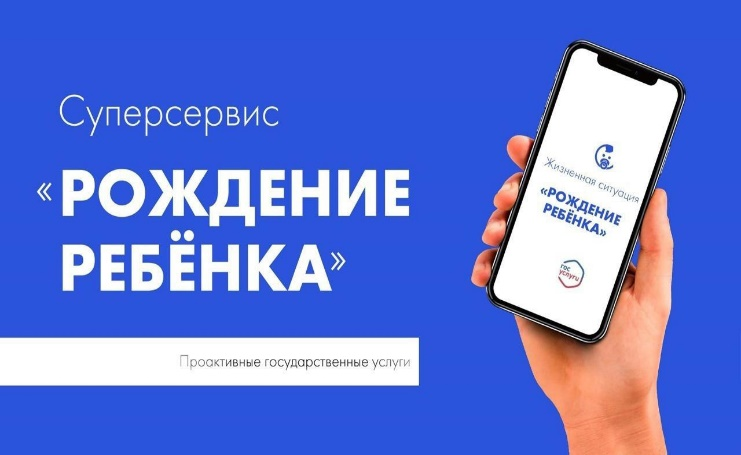 Суперсервис
«РОЖДЕНИЕ
РЕБЁНКА»
Проактивные государственные услуги
Жизненная ситуация
«РОЖДЕНИЕ
РЕБЁНКА»
гос
услуги